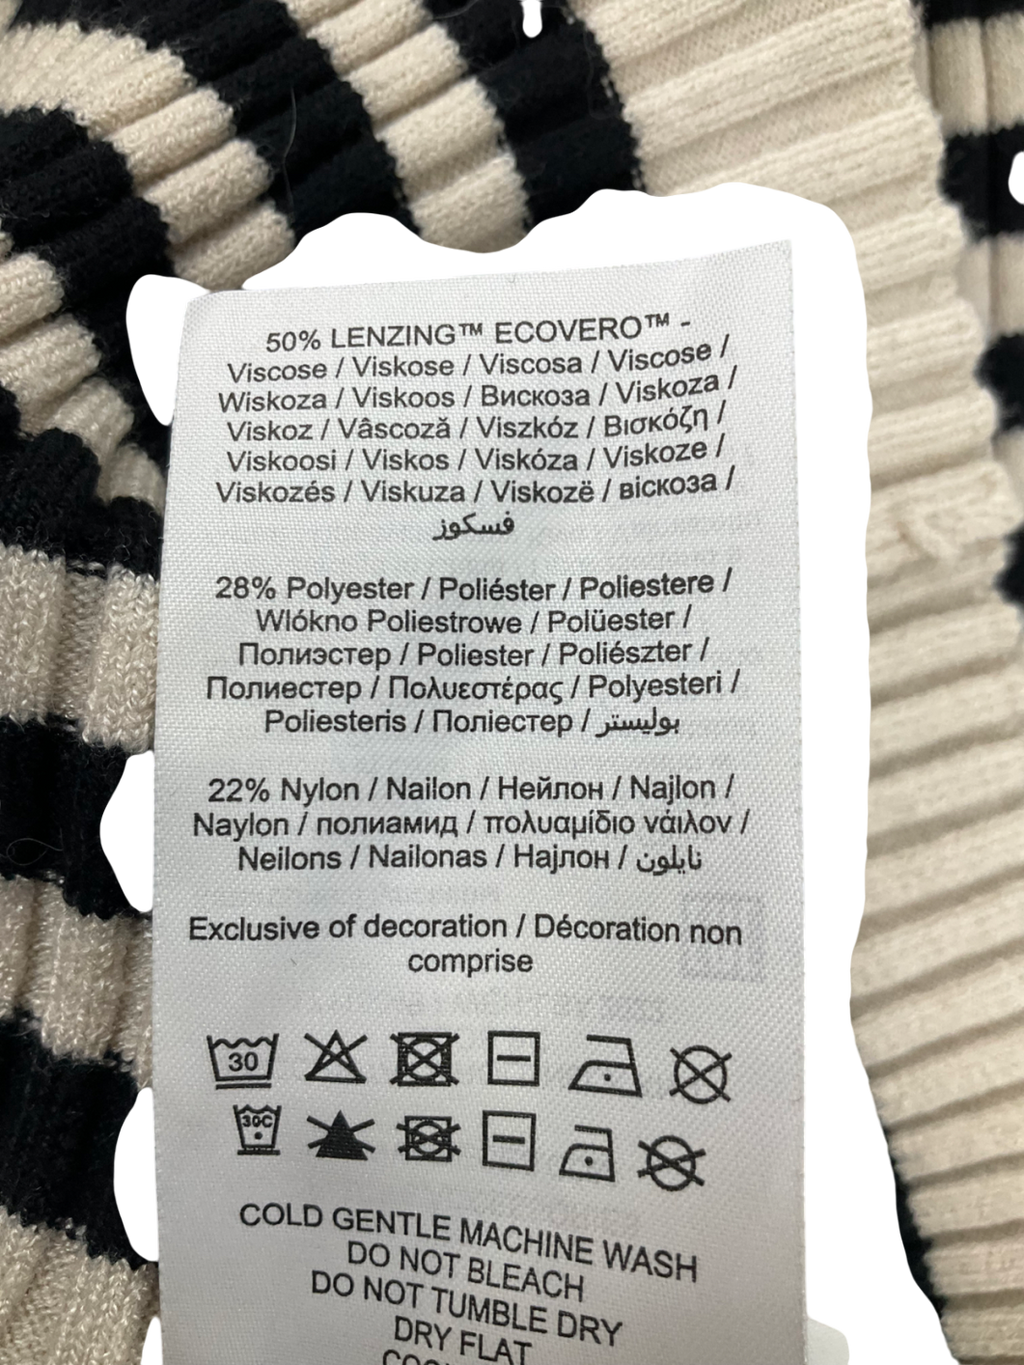 50% LENZING™ ECOVERO™ -
Viscose / Viskose / Viscosa / Viscose /
Wiskoza / Viskoos / Вискоза / Viskoza /
Viskoz / Vâscoză / Viszkóz / Βισκόζη /
Viskoosi / Viskos / Viskóza / Viskoze /
Viskozés / Viskuza / Viskozë / віскоза /
فسكوز
28% Polyester / Poliéster / Poliestere /
Wlókno Poliestrowe / Polüester /
Полиэстер / Poliester / Poliészter /
Полиестер / Πολυεστέρας / Polyesteri /
Poliesteris / Поліестер / بوليستر
22% Nylon / Nailon / Нейлон / Najlon /
Naylon / полиамид / πολυαμίδιο νάιλον /
Neilons / Nailonas / Најлон / نايلون
Exclusive of decoration / Décoration non
comprise
30
30C
COLD GENTLE MACHINE WASH
DO NOT BLEACH
DO NOT TUMBLE DRY
DRY FLAT